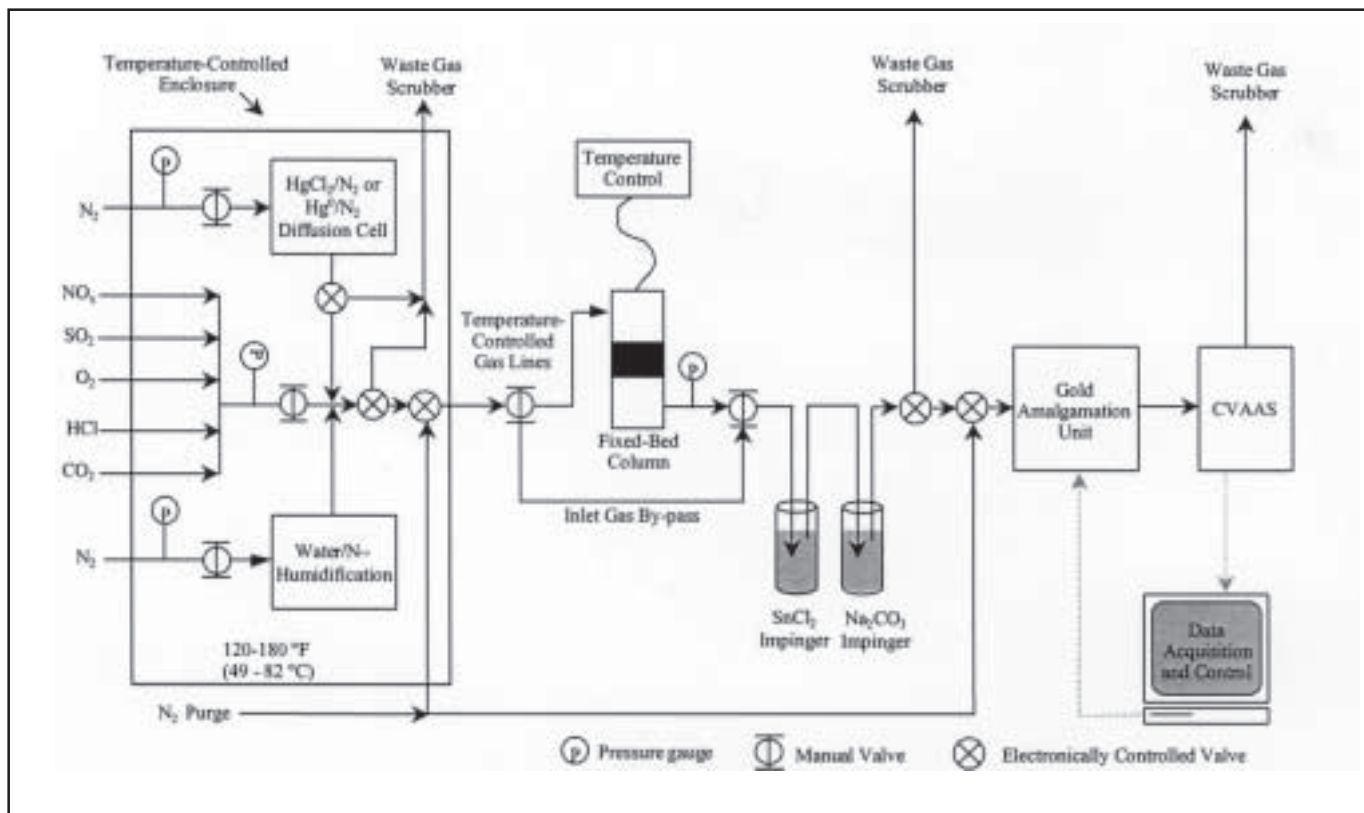 Temperature-Controlled
Enclosure
Waste Gas
Scrubber
Waste Gas
Scrubber
Waste Gas
Scrubber
P
N₂
HgCl₂/N₂ or
Hg⁰/N₂
Diffusion Cell
Temperature
Control
NOₓ
SO₂
O₂
HCl
CO₂
P
Temperature-
Controlled
Gas Lines
P
Fixed-Bed
Column
Inlet Gas By-pass
Gold
Amalgamation
Unit
CVAAS
P
N₂
Water/N
Humidification
SnCl₂
Impinger
Na₂CO₃
Impinger
Data
Acquisition
and Control
120-180 °F
(49 - 82 °C)
N₂ Purge
P Pressure gauge
Manual Valve
Electronically Controlled Valve